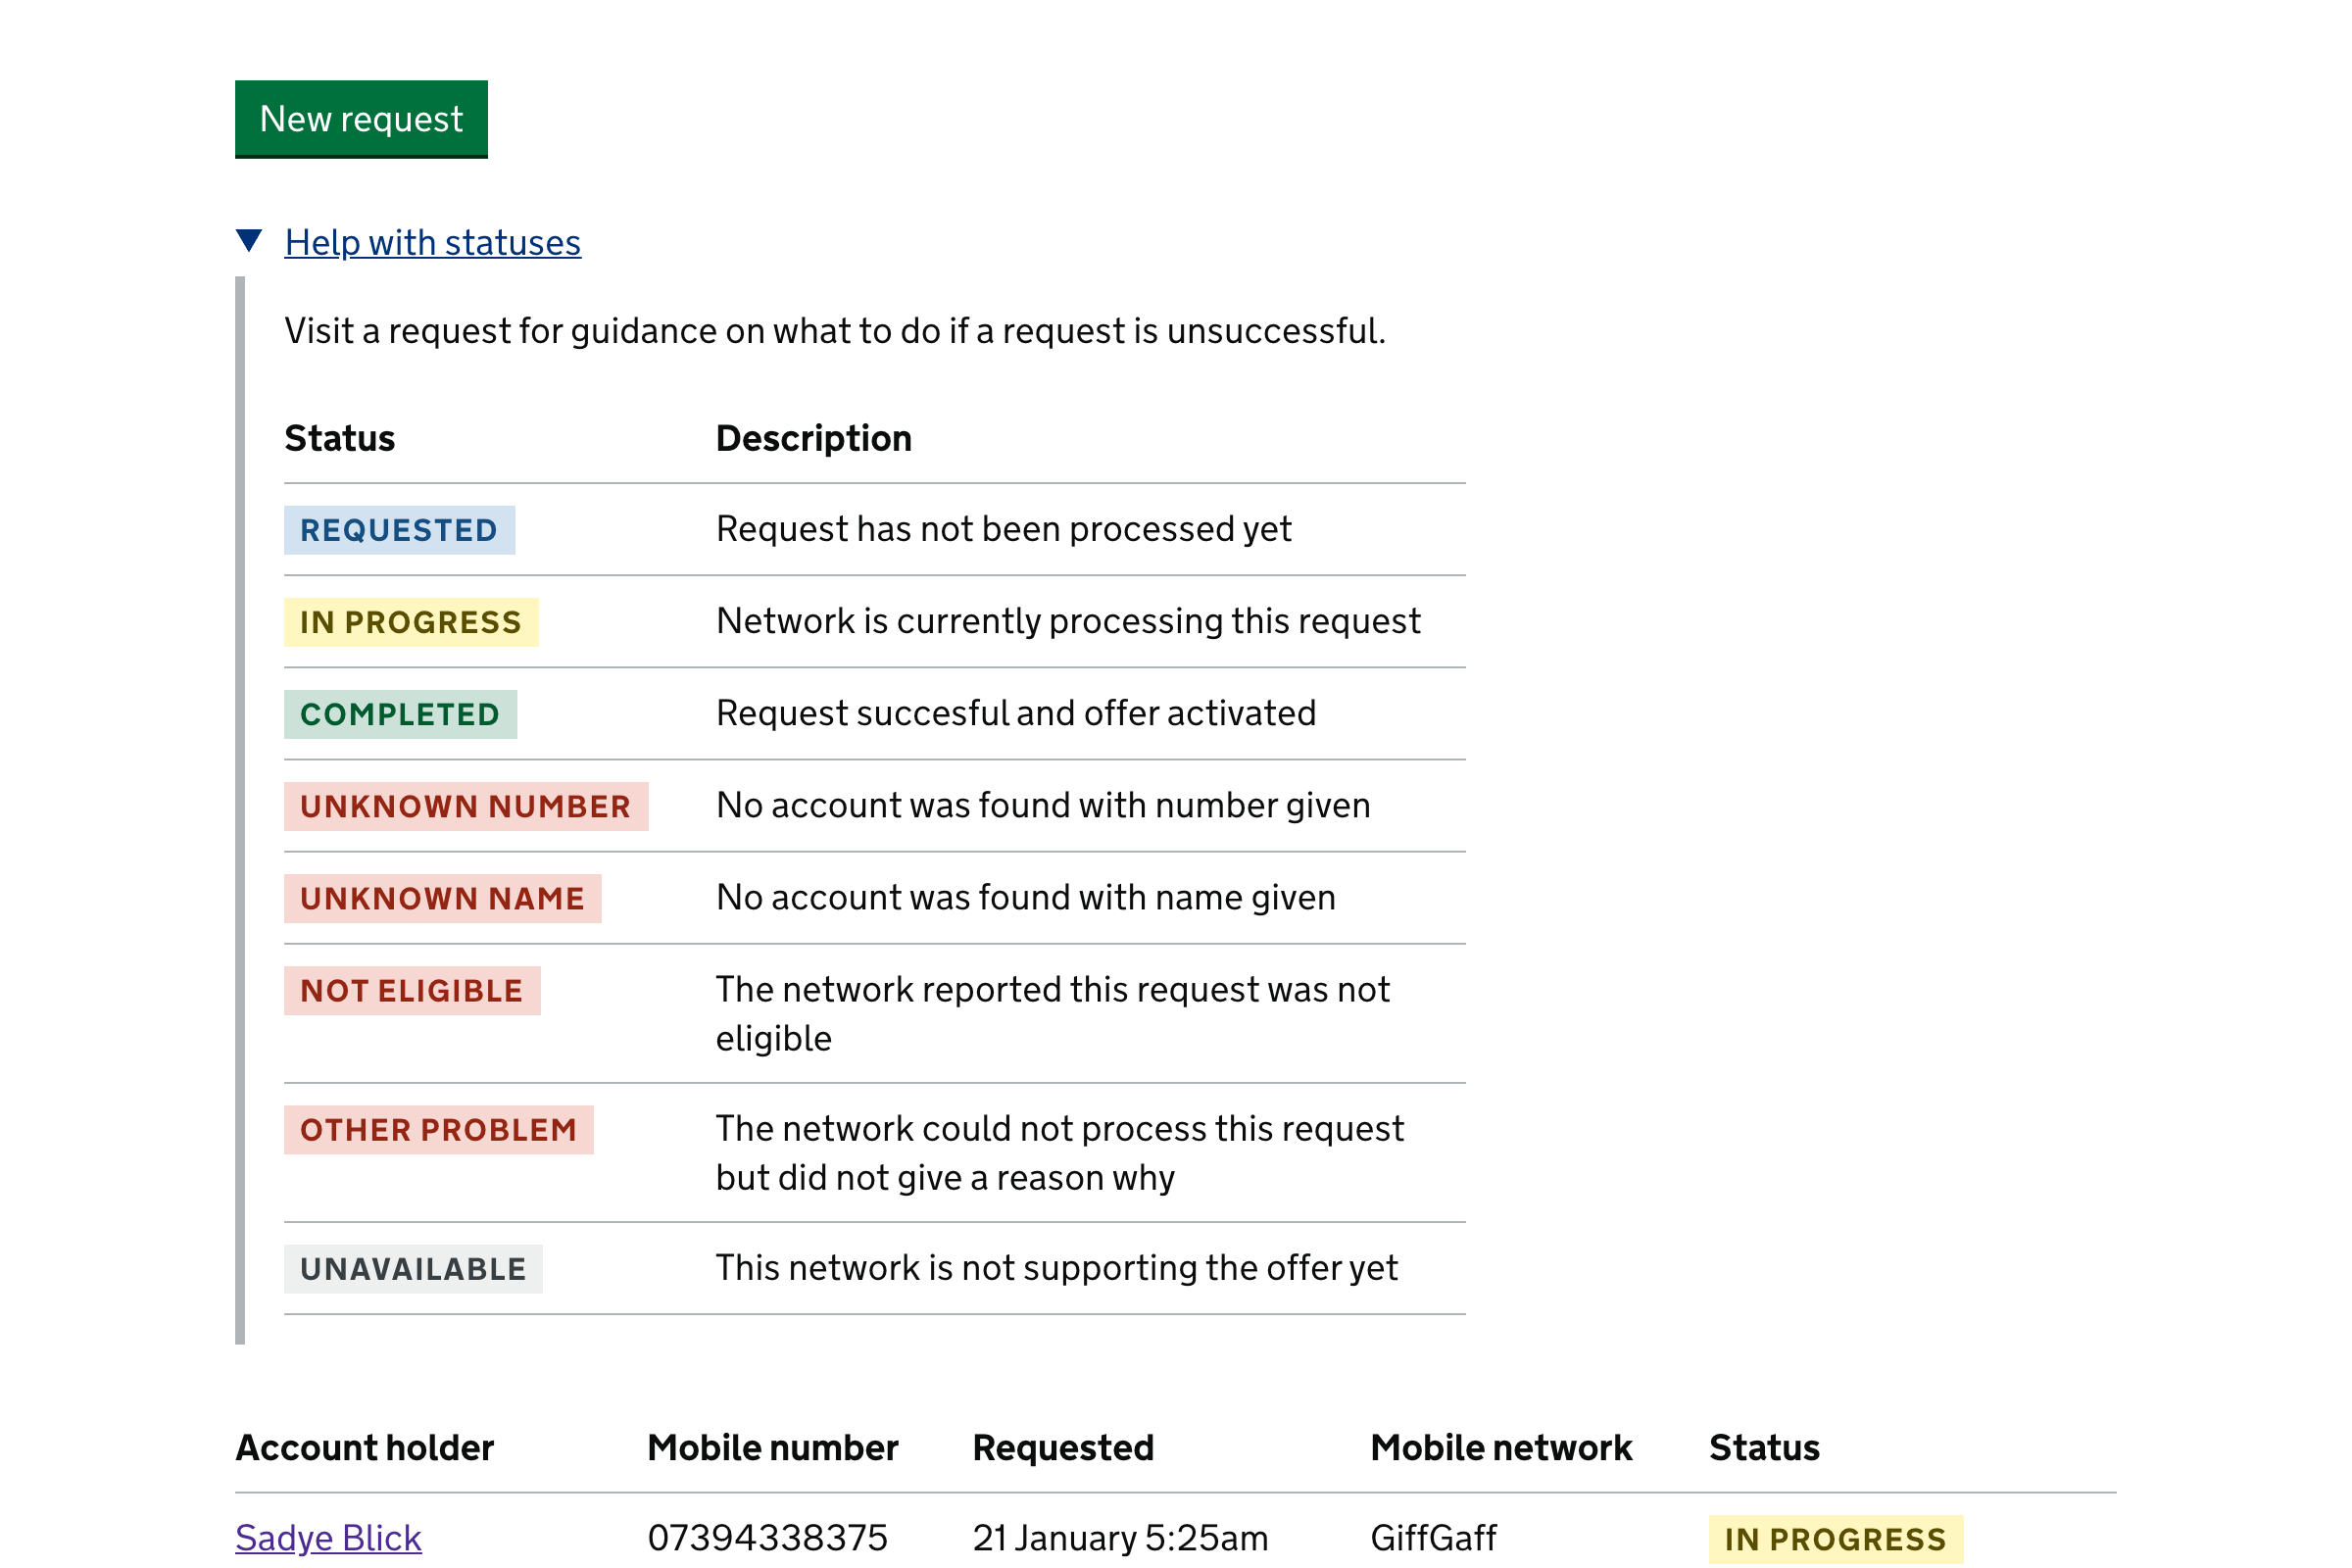 New request
Help with statuses
Visit a request for guidance on what to do if a request is unsuccessful.
Status Description
REQUESTED Request has not been processed yet
IN PROGRESS Network is currently processing this request
COMPLETED Request succesful and offer activated
UNKNOWN NUMBER No account was found with number given
UNKNOWN NAME No account was found with name given
NOT ELIGIBLE The network reported this request was not
eligible
OTHER PROBLEM The network could not process this request
but did not give a reason why
UNAVAILABLE This network is not supporting the offer yet
Account holder Mobile number Requested Mobile network Status
Sadye Blick 07394338375 21 January 5:25am GiffGaff IN PROGRESS